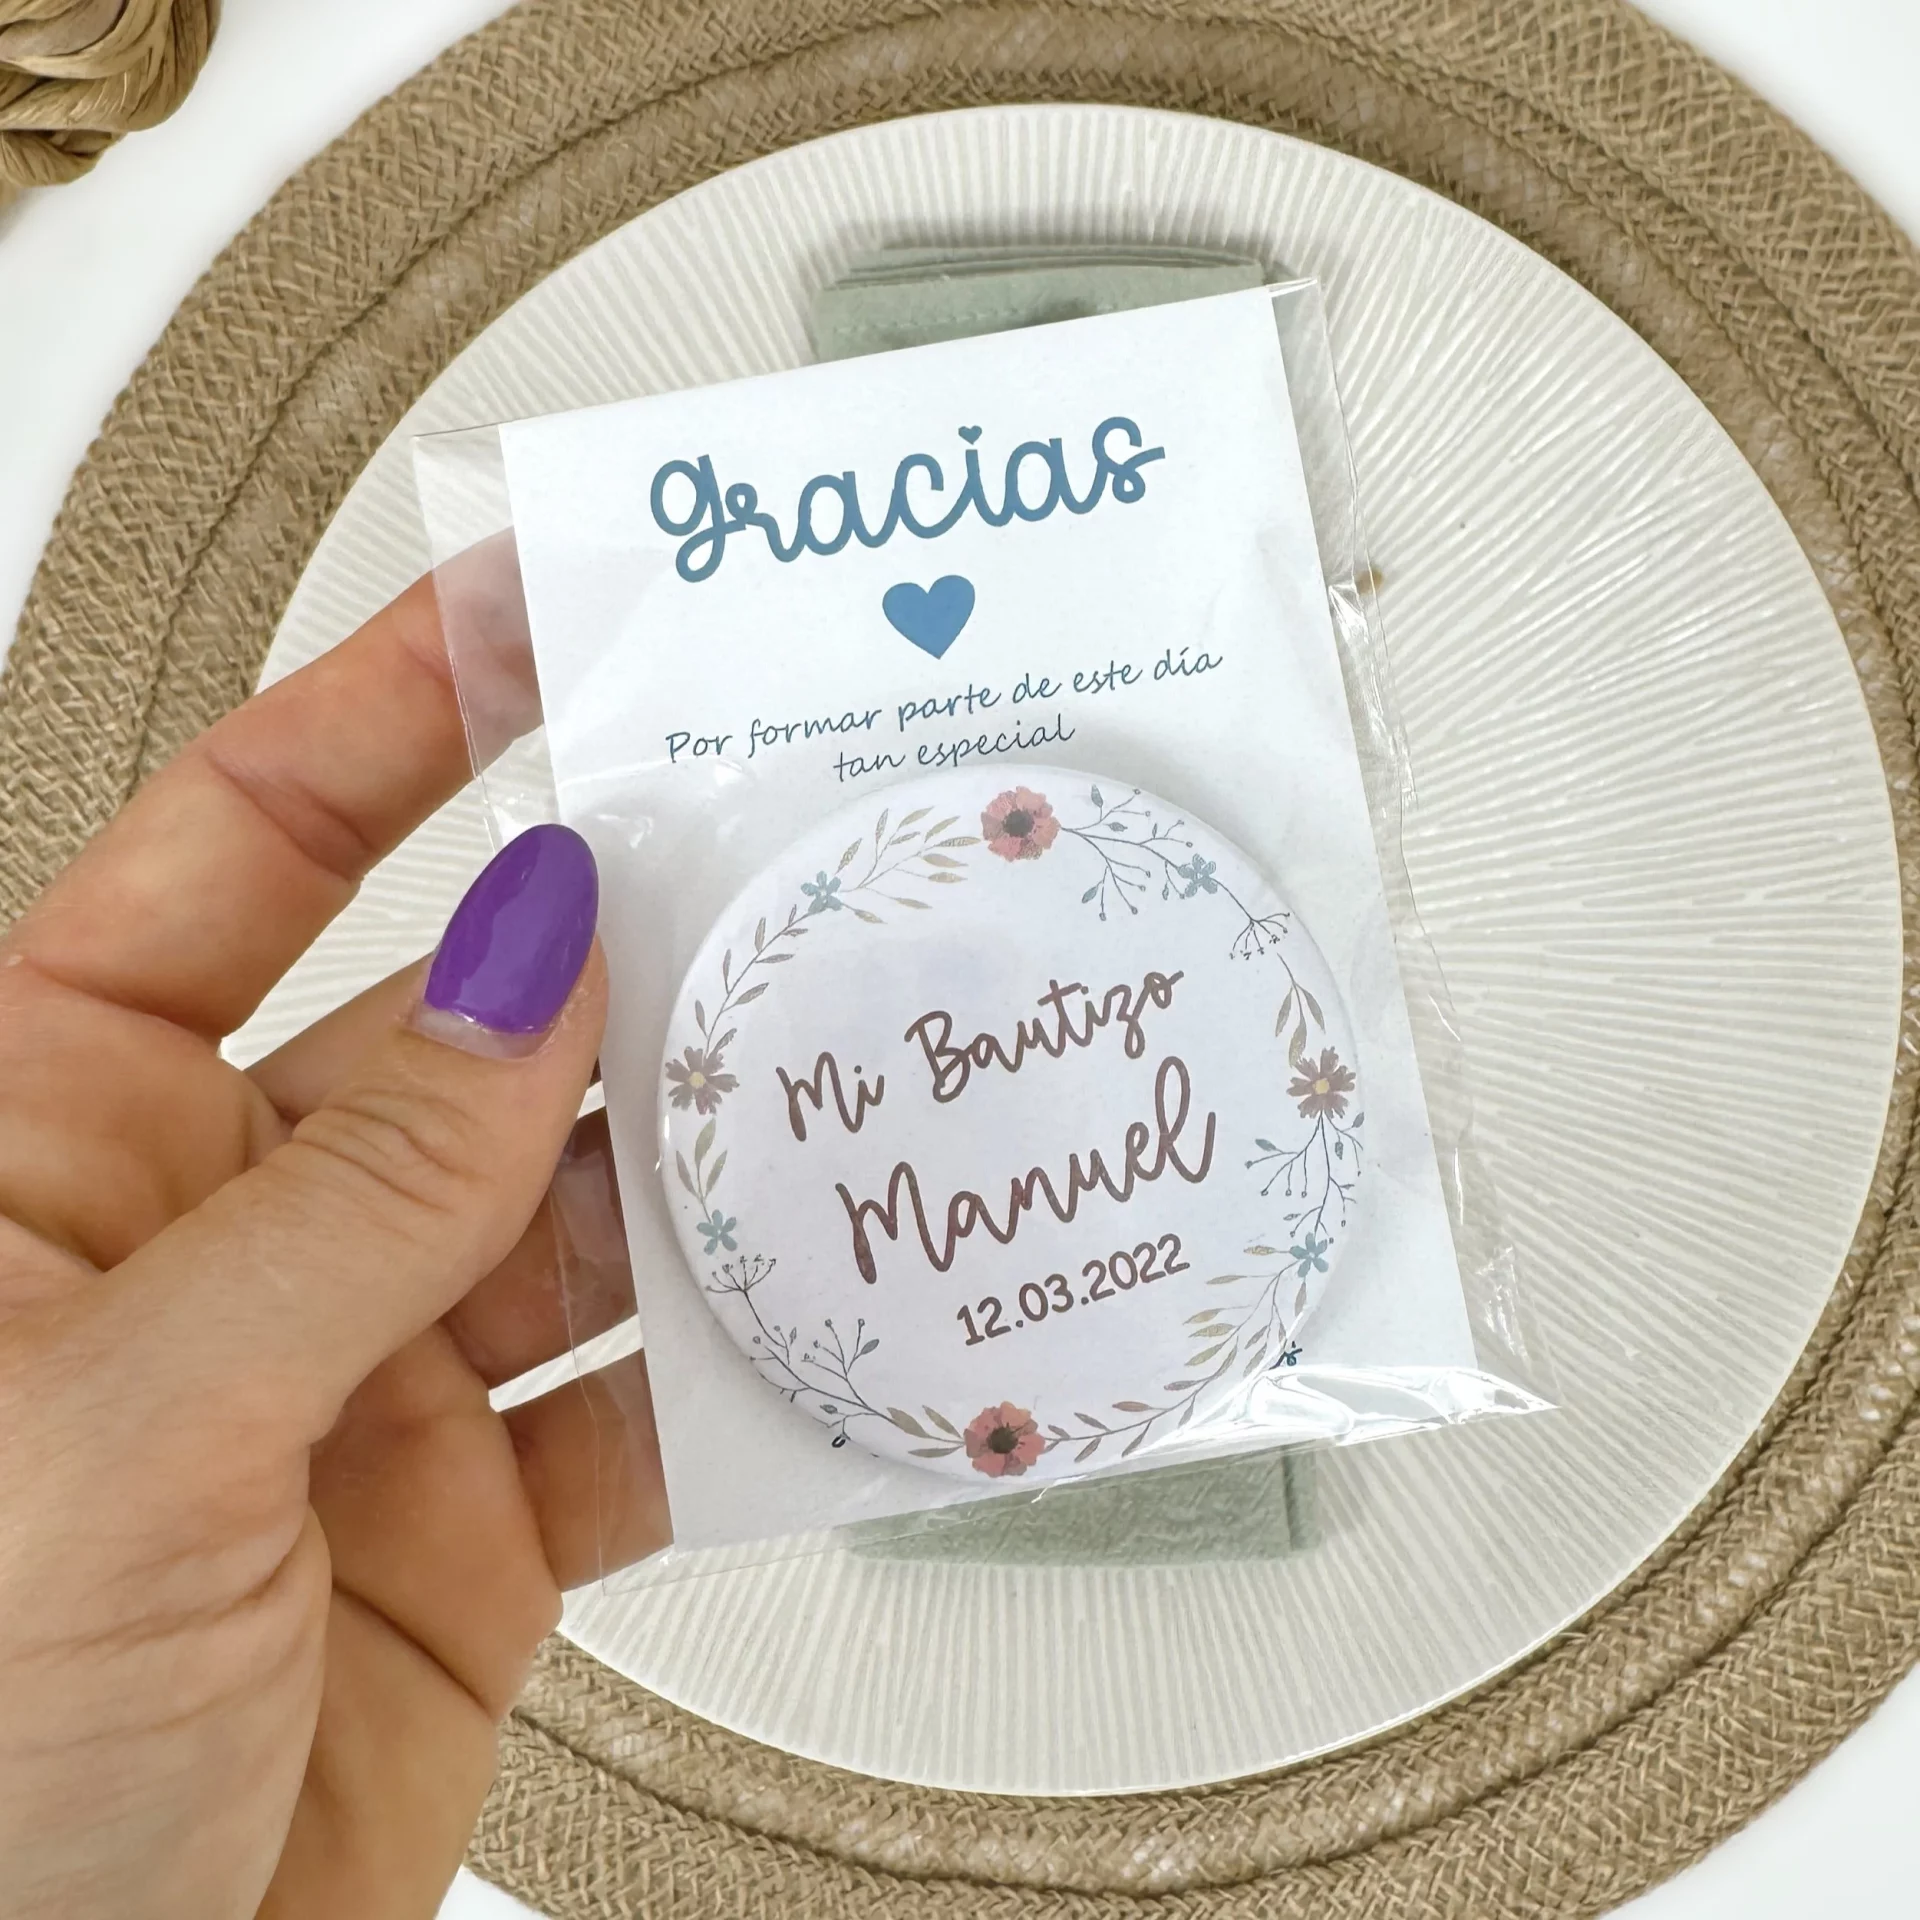 gracias
Por formar parte de este día
tan especial
Mi Bautizo
Manuel
12.03.2022